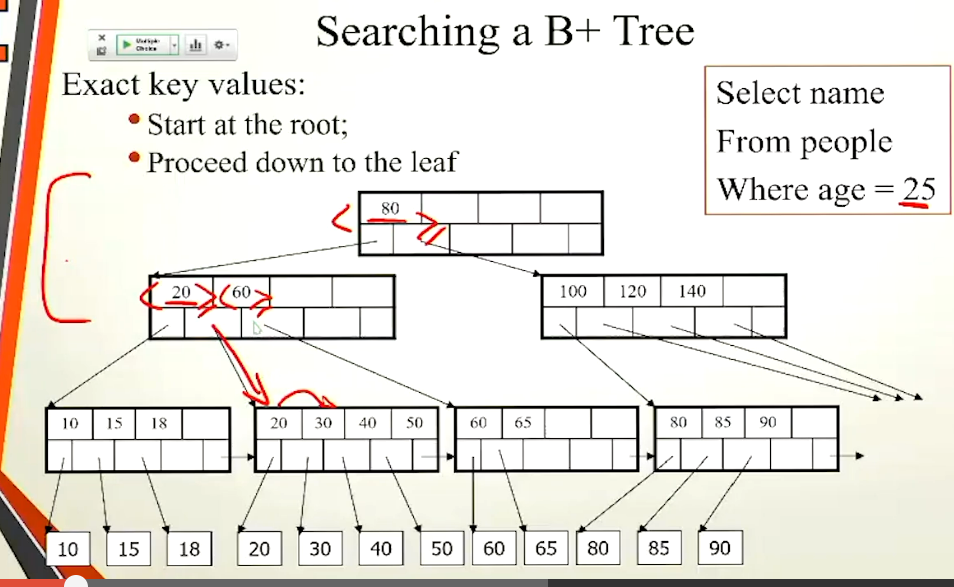 Searching a B+ Tree
Multiple
Choice
Exact key values:
Start at the root;
Proceed down to the leaf
Select name
From people
Where age = 25
80
20 60
100 120 140
10 15 18
20 30 40 50
60 65
80 85 90
10 15 18 20 30 40 50 60 65 80 85 90